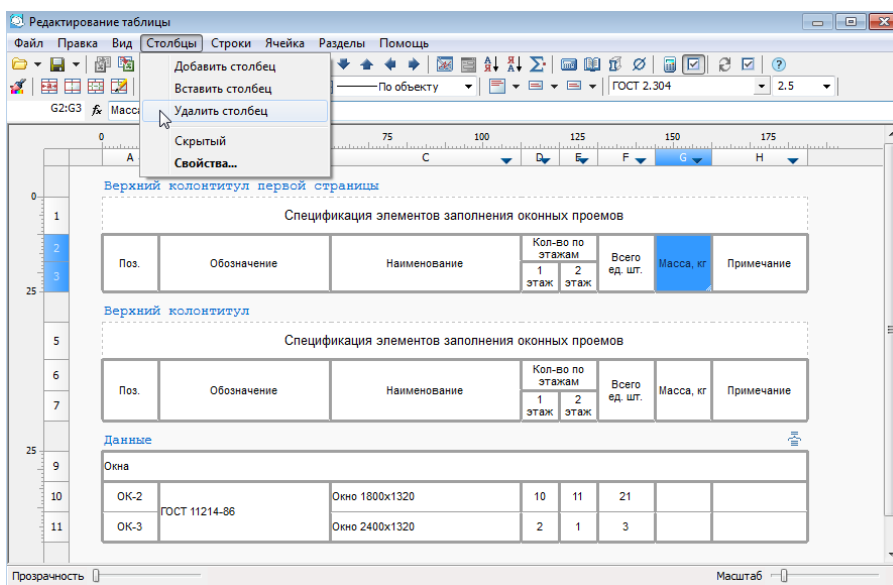 Редактирование таблицы
Файл Правка Вид Столбцы Строки Ячейка Разделы Помощь
Добавить столбец
Вставить столбец
Удалить столбец
Скрытый
Свойства...
По объекту
ГОСТ 2.304
2.5
G2:G3 fx
0 75 100 125 150 175
A C D E F G H
Верхний колонтитул первой страницы
0
1 Спецификация элементов заполнения оконных проемов
2
3
Поз. Обозначение Наименование Кол-во по этажам 1 этаж 2 этаж Всего ед. шт. Масса, кг Примечание
25
Верхний колонтитул
5 Спецификация элементов заполнения оконных проемов
6
7
Поз. Обозначение Наименование Кол-во по этажам 1 этаж 2 этаж Всего ед. шт. Масса, кг Примечание
Данные
25
9 Окна
10 ОК-2 ГОСТ 11214-86 Окно 1800х1320 10 11 21
11 ОК-3 Окно 2400х1320 2 1 3
Прозрачность Масштаб